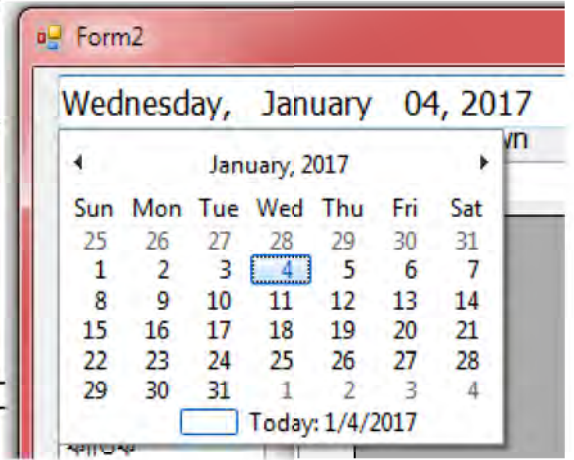 Form2
Wednesday, January 04, 2017
wn
January, 2017
Sun Mon Tue Wed Thu Fri Sat
25 26 27 28 29 30 31
1 2 3 4 5 6 7
8 9 10 11 12 13 14
15 16 17 18 19 20 21
22 23 24 25 26 27 28
29 30 31 1 2 3 4
Today: 1/4/2017